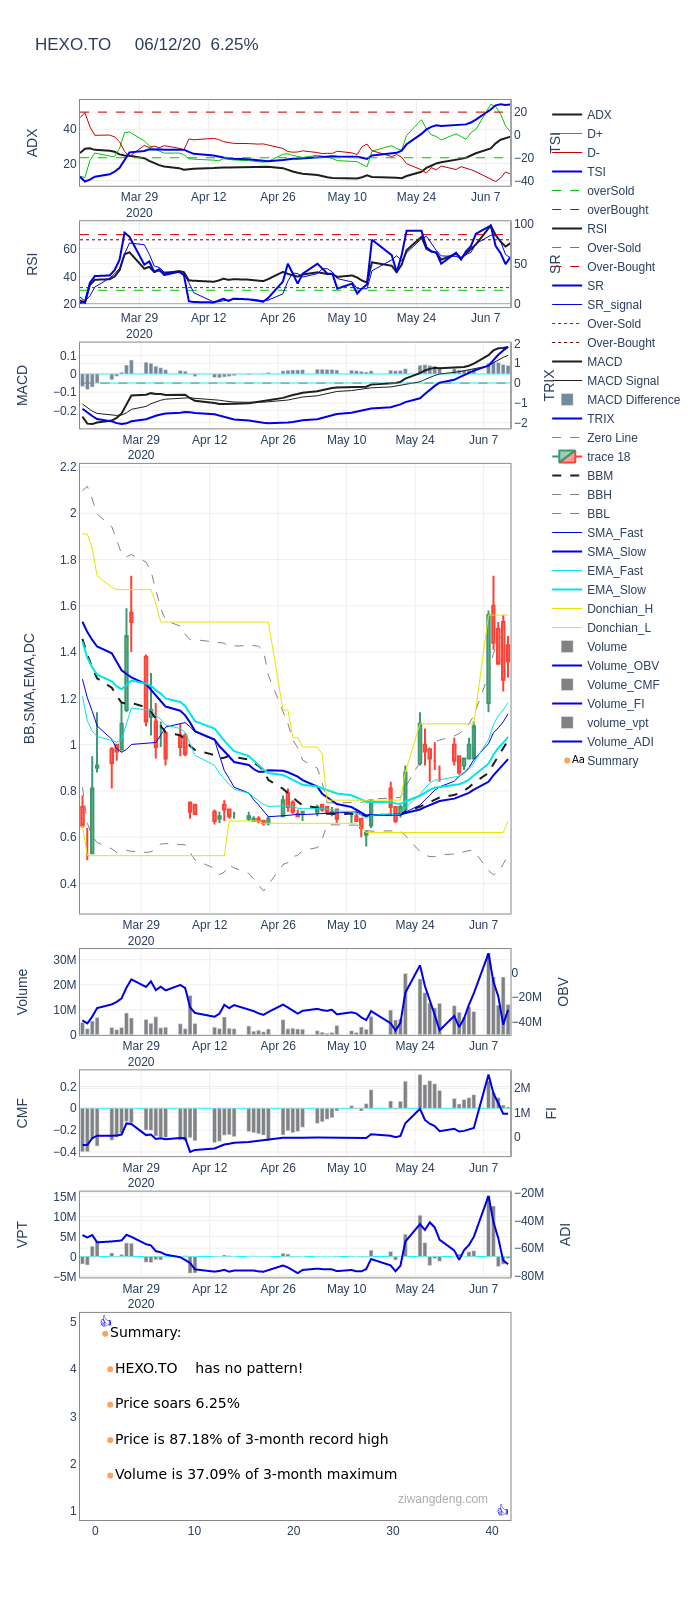 HEXO.TO 06/12/20 6.25%
ADX
40
20
20
0
−20
−40
TSI
Mar 29 Apr 12 Apr 26 May 10 May 24 Jun 7
2020
RSI
60
40
20
100
50
0
SR
Mar 29 Apr 12 Apr 26 May 10 May 24 Jun 7
2020
MACD
0.1
0
−0.1
−0.2
2
1
−1
−2
TRIX
Mar 29 Apr 12 Apr 26 May 10 May 24 Jun 7
2020
BB,SMA,EMA,DC
2.2
2
1.8
1.6
1.4
1.2
1
0.8
0.6
0.4
Mar 29 Apr 12 Apr 26 May 10 May 24 Jun 7
2020
Volume
30M
20M
10M
0
0
−20M
−40M
OBV
Mar 29 Apr 12 Apr 26 May 10 May 24 Jun 7
2020
CMF
0.2
0
−0.2
−0.4
2M
1M
0
FI
Mar 29 Apr 12 Apr 26 May 10 May 24 Jun 7
2020
VPT
15M
10M
5M
0
−5M
−20M
−40M
−60M
−80M
ADI
Mar 29 Apr 12 Apr 26 May 10 May 24 Jun 7
2020
5
4
3
2
1
0 10 20 30 40
Summary:
HEXO.TO has no pattern!
Price soars 6.25%
Price is 87.18% of 3-month record high
Volume is 37.09% of 3-month maximum
ziwangdeng.com
ADX
D+
D-
TSI
overSold
overBought
RSI
Over-Sold
Over-Bought
SR
SR_signal
Over-Sold
Over-Bought
MACD
MACD Signal
MACD Difference
TRIX
Zero Line
trace 18
BBM
BBH
BBL
SMA_Fast
SMA_Slow
EMA_Fast
EMA_Slow
Donchian_H
Donchian_L
Volume
Volume_OBV
Volume_CMF
Volume_FI
volume_vpt
Volume_ADI
Aa Summary